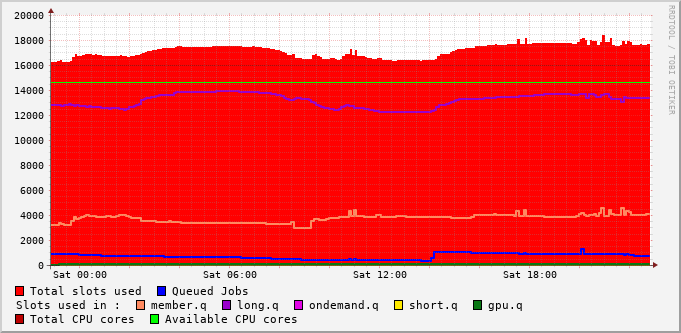 RRDTOOL / TOBI OETIKER
20000
18000
16000
14000
12000
10000
8000
6000
4000
2000
0
Sat 00:00 Sat 06:00 Sat 12:00 Sat 18:00
Total slots used Queued Jobs
Slots used in : member.q long.q ondemand.q short.q gpu.q
Total CPU cores Available CPU cores